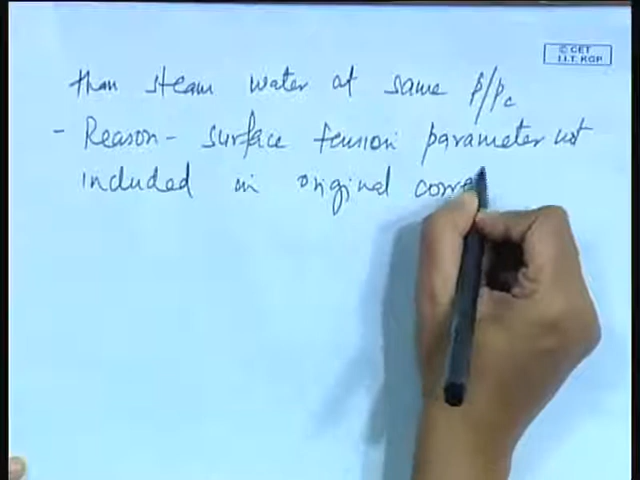 © CET
I.I.T. KGP
than steam water at same p/pc
- Reason - surface tension parameter not
included in original corre